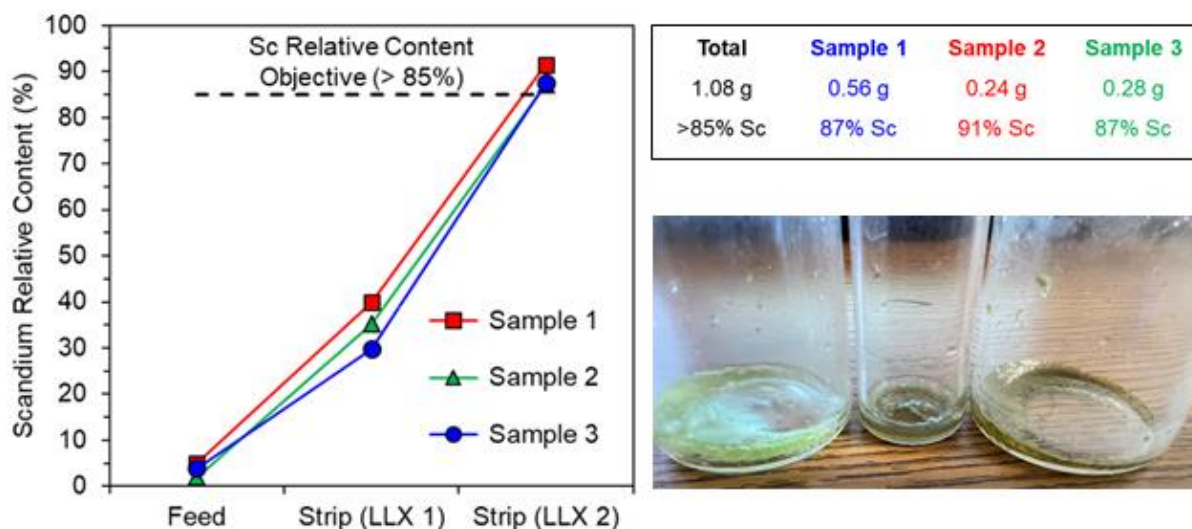 Scandium Relative Content (%)
100
90
80
70
60
50
40
30
20
10
0
Sc Relative Content
Objective (> 85%)
Sample 1
Sample 2
Sample 3
Feed Strip (LLX 1) Strip (LLX 2)
Total Sample 1 Sample 2 Sample 3
1.08 g 0.56 g 0.24 g 0.28 g
>85% Sc 87% Sc 91% Sc 87% Sc